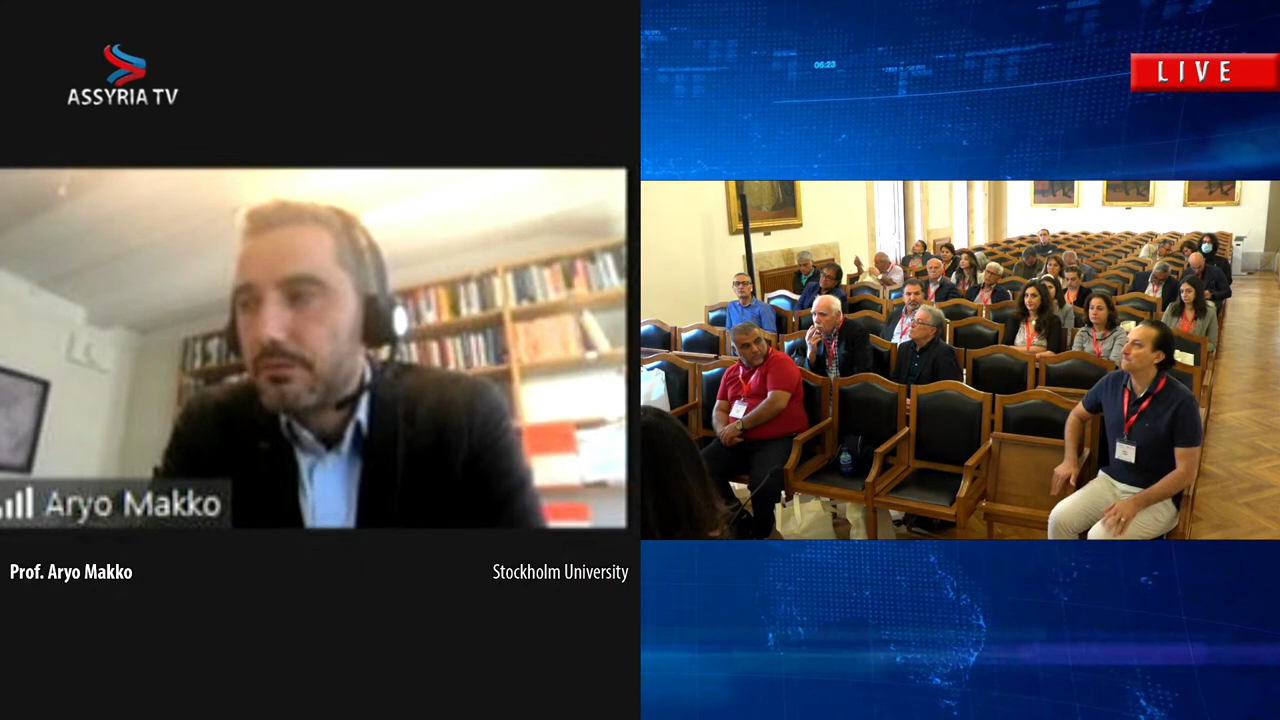 ASSYRIA TV
06:23
LIVE
Aryo Makko
Prof. Aryo Makko
Stockholm University